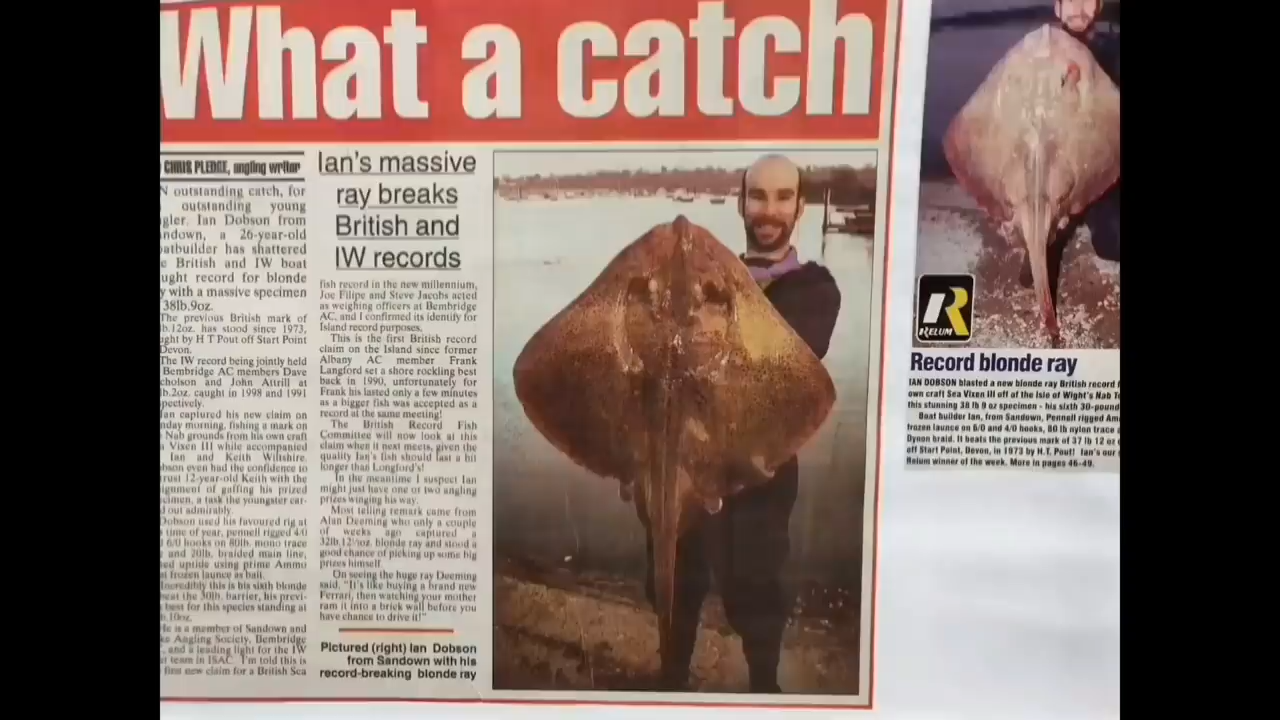 What a catch
CHRIS PLEDGE, angling writer
N outstanding catch, for
outstanding young
gler. Ian Dobson from
ndown, a 26-year-old
atbuilder has shattered
e British and IW boat
ught record for blonde
y with a massive specimen
38lb.9oz.
The previous British mark of
lb.12oz. has stood since 1973,
ght by H T Pout off Start Point
Devon.
The IW record being jointly held
Bembridge AC members Dave
cholson and John Attrill at
lb.2oz. caught in 1998 and 1991
pectively.
Ian captured his new claim on
nday morning, fishing a mark on
Nab grounds from his own craft
a Vixen III while accompanied
Ian and Keith Wiltshire.
bson even had the confidence to
rust 12-year-old Keith with the
ignment of gaffing his prized
cimen, a task the youngster car-
d out admirably.
Dobson used his favoured rig at
time of year, pennell rigged 4/0
6/0 hooks on 80lb. mono trace
and 20lb. braided main line,
ed uptide using prime Ammo
t frozen launce as bait.
Incredibly this is his sixth blonde
eat the 30lb. barrier, his previ-
best for this species standing at
10oz.
He is a member of Sandown and
ks Angling Society, Bembridge
, and a leading light for the IW
t team in ISAC. I'm told this is
first new claim for a British Sea
Ian's massive
ray breaks
British and
IW records
fish record in the new millennium,
Joe Filipe and Steve Jacobs acted
as weighing officers at Bembridge
AC, and I confirmed its identify for
Island record purposes.
This is the first British record
claim on the Island since former
Albany AC member Frank
Langford set a shore rockling best
back in 1990, unfortunately for
Frank his lasted only a few minutes
as a bigger fish was accepted as a
record at the same meeting!
The British Record Fish
Committee will now look at this
claim when it next meets, given the
quality Ian's fish should last a bit
longer than Longford's!
In the meantime I suspect Ian
might just have one or two angling
prizes winging his way.
Most telling remark came from
Alan Deeming who only a couple
of weeks ago captured a
32lb.12½oz. blonde ray and stood a
good chance of picking up some big
prizes himself.
On seeing the huge ray Deeming
said, "It's like buying a brand new
Ferrari, then watching your mother
ram it into a brick wall before you
have chance to drive it!"
Pictured (right) Ian Dobson
from Sandown with his
record-breaking blonde ray
R
RELUM
Record blonde ray
IAN DOBSON blasted a new blonde ray British record
own craft Sea Vixen III off of the Isle of Wight's Nab
this stunning 38 lb 9 oz specimen - his sixth 30-pound
Boat builder Ian, from Sandown, Pennell rigged Am
frozen launce on 6/0 and 4/0 hooks, 80 lb nylon trace
Dyson braid. It beats the previous mark of 37 lb 12 oz
off Start Point, Devon, in 1973 by H.T. Pout! Ian's our
Relum winner of the week. More in pages 46-49.